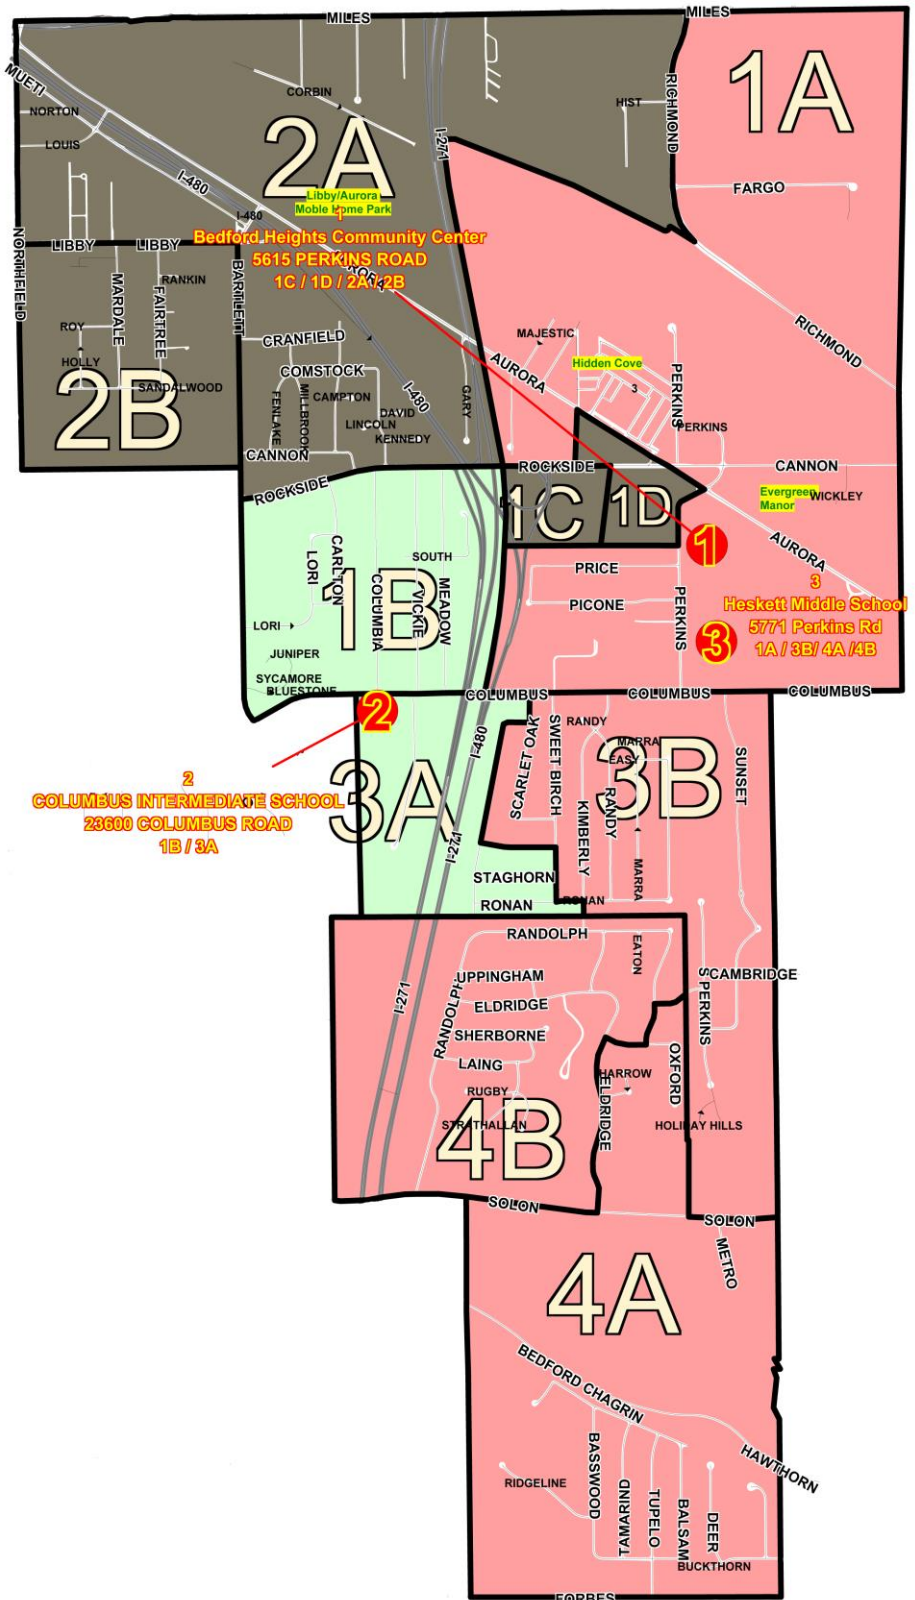 MILES
MILES
MUETI
CORBIN
RICHMOND
1A
NORTON
HIST
LOUIS
2A
I-271
I-480
FARGO
Libby/Aurora
Moble Home Park
I-480
1
Bedford Heights Community Center
5615 PERKINS ROAD
1C / 1D / 2A / 2B
NORTHFIELD
LIBBY
LIBBY
BARTLETT
AURORA
MARDALE
FAIRTREE
RANKIN
ROY
CRANFIELD
MAJESTIC
RICHMOND
HOLLY
COMSTOCK
AURORA
Hidden Cove
PERKINS
3
SANDALWOOD
2B
FENLAKE
MILLBROOK
CAMPTON
I-480
GARY
DAVID
LINCOLN
KENNEDY
PERKINS
CANNON
ROCKSIDE
CANNON
ROCKSIDE
1C
1D
Evergreen
Manor
WICKLEY
LORI
CARLTON
SOUTH
1
AURORA
1B
COLUMBIA
VICKIE
MEADOW
PRICE
3
Heskett Middle School
5771 Perkins Rd
1A / 3B/ 4A /4B
PICONE
PERKINS
LORI
3
JUNIPER
SYCAMORE
BLUESTONE
COLUMBUS
COLUMBUS
COLUMBUS
2
SCARLET OAK
SWEET BIRCH
RANDY
I-480
MARRA
EASY
3B
SUNSET
2
COLUMBUS INTERMEDIATE SCHOOL
23600 COLUMBUS ROAD
1B / 3A
3A
I-271
KIMBERLY
RANDY
MARRA
STAGHORN
RONAN
RONAN
RANDOLPH
EATON
UPPINGHAM
S PERKINS
CAMBRIDGE
I-271
RANDOLPH
ELDRIDGE
SHERBORNE
LAING
HARROW
OXFORD
RUGBY
ELDRIDGE
4B
STRATHALLAN
HOLIDAY HILLS
SOLON
SOLON
METRO
4A
BEDFORD CHAGRIN
HAWTHORN
RIDGELINE
BASSWOOD
TAMARIND
TUPELO
BALSAM
DEER
BUCKTHORN
FORBES